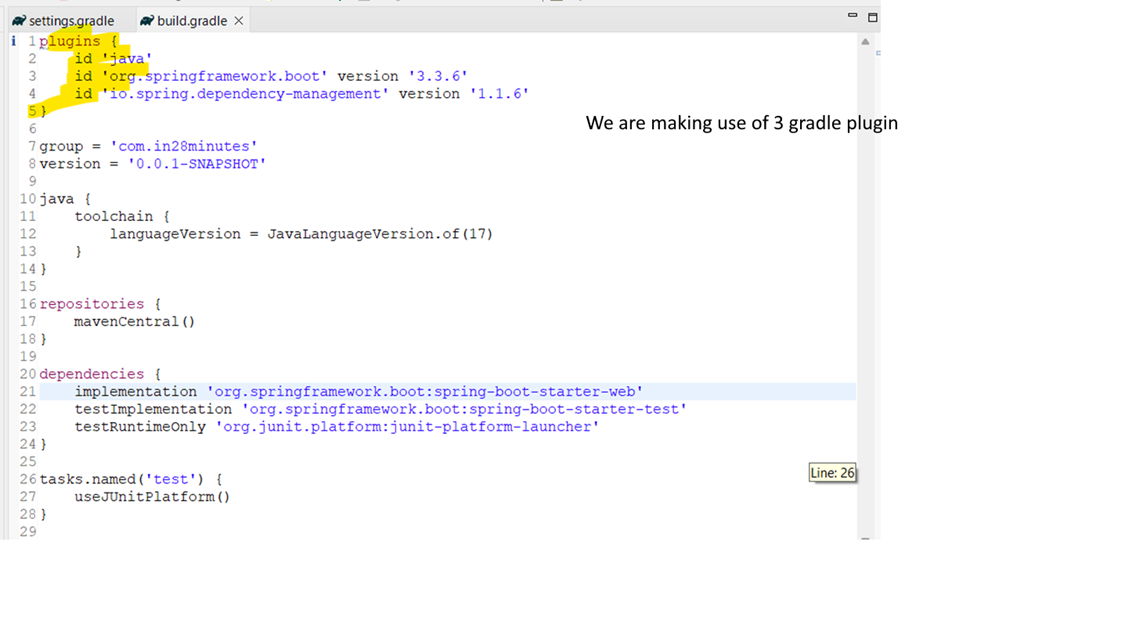 settings.gradle
build.gradle
1 plugins {
2 id 'java'
3 id 'org.springframework.boot' version '3.3.6'
4 id 'io.spring.dependency-management' version '1.1.6'
5 }
We are making use of 3 gradle plugin
6
7 group = 'com.in28minutes'
8 version = '0.0.1-SNAPSHOT'
9
10 java {
11 toolchain {
12 languageVersion = JavaLanguageVersion.of(17)
13 }
14 }
15
16 repositories {
17 mavenCentral()
18 }
19
20 dependencies {
21 implementation 'org.springframework.boot:spring-boot-starter-web'
22 testImplementation 'org.springframework.boot:spring-boot-starter-test'
23 testRuntimeOnly 'org.junit.platform:junit-platform-launcher'
24 }
25
Line: 26
26 tasks.named('test') {
27 useJUnitPlatform()
28 }
29